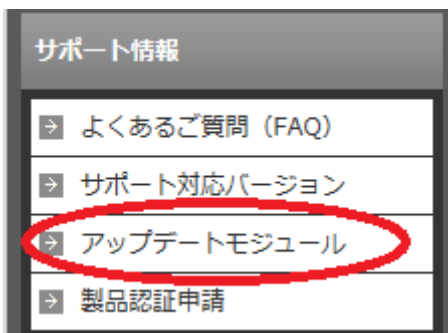 サポート情報
よくあるご質問（FAQ）
サポート対応バージョン
アップデートモジュール
製品認証申請